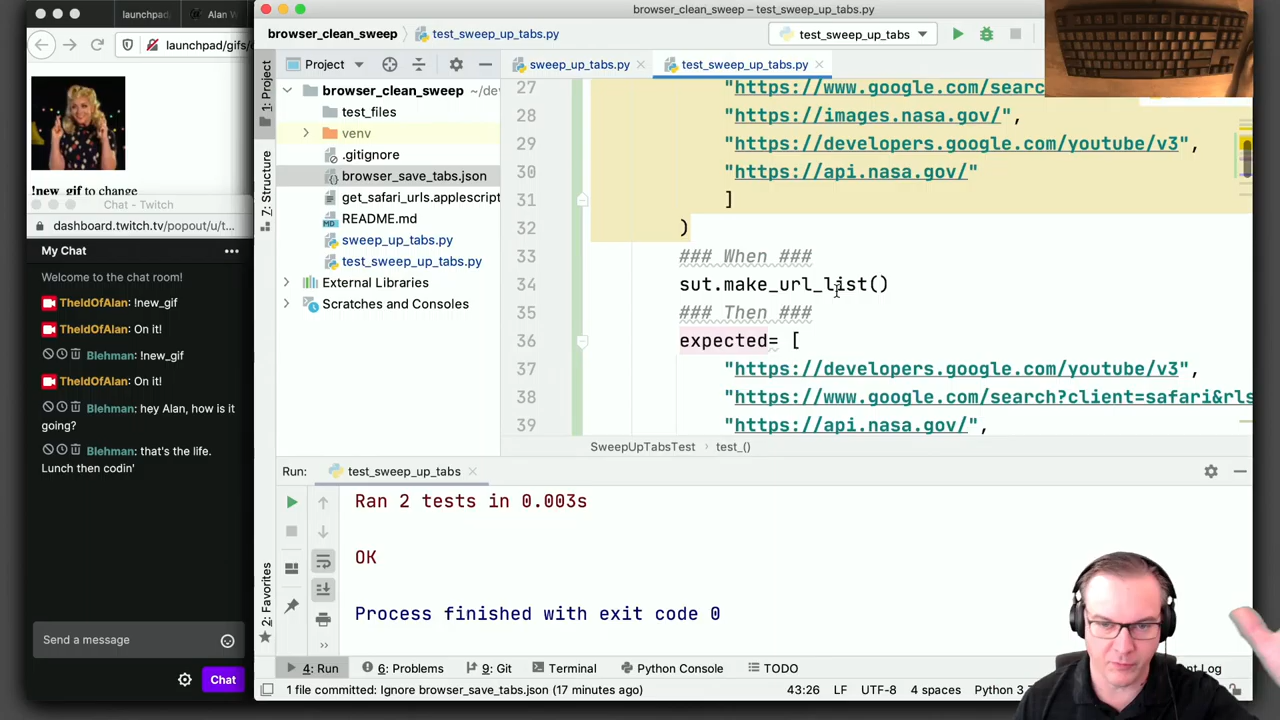 launchpad
Alan W
launchpad/gifs/
!new_gif to change
Chat - Twitch
dashboard.twitch.tv/popout/u/t...
My Chat
Welcome to the chat room!
TheIdOfAlan: !new_gif
TheIdOfAlan: On it!
Blehman: !new_gif
TheIdOfAlan: On it!
Blehman: hey Alan, how is it
going?
Blehman: that's the life.
Lunch then codin'
Send a message
Chat
browser_clean_sweep – test_sweep_up_tabs.py
browser_clean_sweep
test_sweep_up_tabs.py
test_sweep_up_tabs
1: Project
7: Structure
2: Favorites
Project
browser_clean_sweep ~/de
test_files
venv
.gitignore
browser_save_tabs.json
get_safari_urls.applescript
README.md
sweep_up_tabs.py
test_sweep_up_tabs.py
External Libraries
Scratches and Consoles
sweep_up_tabs.py
test_sweep_up_tabs.py
27 "https://www.google.com/searc
28 "https://images.nasa.gov/",
29 "https://developers.google.com/youtube/v3",
30 "https://api.nasa.gov/"
31 ]
32 )
33 ### When ###
34 sut.make_url_list()
35 ### Then ###
36 expected= [
37 "https://developers.google.com/youtube/v3",
38 "https://www.google.com/search?client=safari&rls
39 "https://api.nasa.gov/",
SweepUpTabsTest
test_()
Run:
test_sweep_up_tabs
Ran 2 tests in 0.003s
OK
Process finished with exit code 0
4: Run
6: Problems
9: Git
Terminal
Python Console
TODO
nt Log
1 file committed: Ignore browser_save_tabs.json (17 minutes ago)
43:26
LF
UTF-8
4 spaces
Python 3